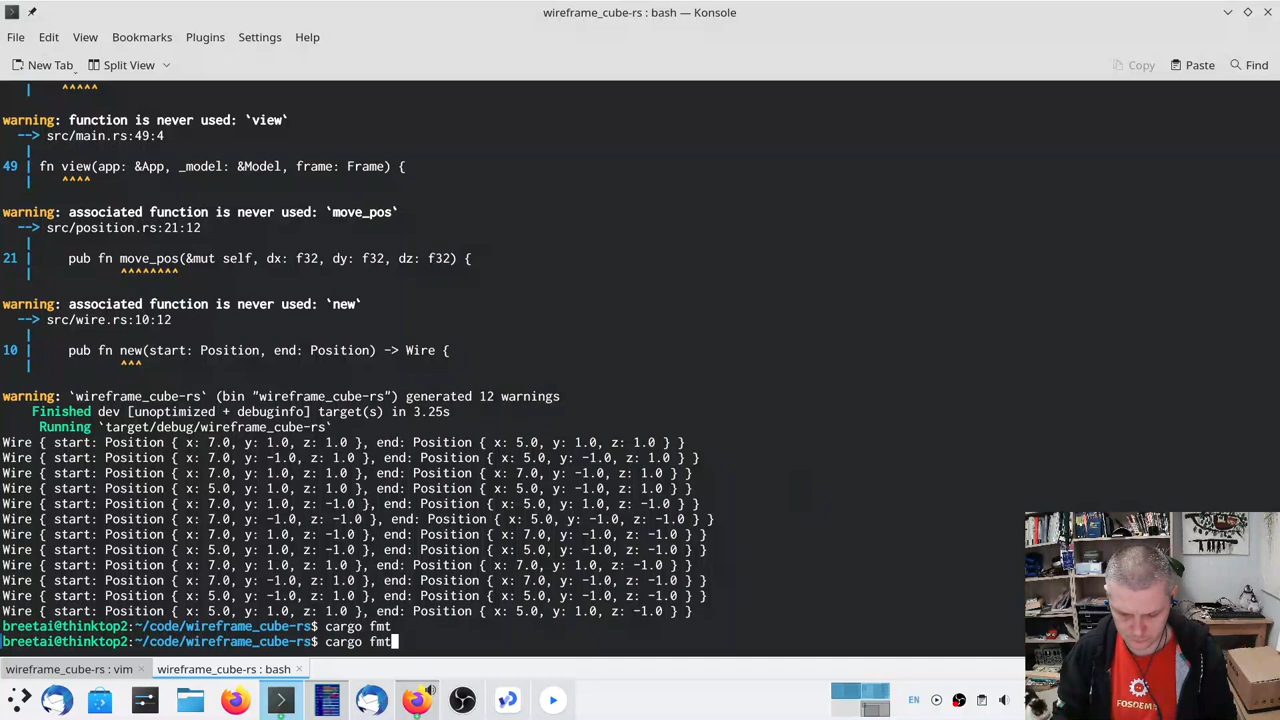 wireframe_cube-rs : bash — Konsole
File Edit View Bookmarks Plugins Settings Help
New Tab Split View Copy Paste Find
| ^^^^^
warning: function is never used: `view`
--> src/main.rs:49:4
|
49 | fn view(app: &App, _model: &Model, frame: Frame) {
| ^^^^
warning: associated function is never used: `move_pos`
--> src/position.rs:21:12
|
21 | pub fn move_pos(&mut self, dx: f32, dy: f32, dz: f32) {
| ^^^^^^^^
warning: associated function is never used: `new`
--> src/wire.rs:10:12
|
10 | pub fn new(start: Position, end: Position) -> Wire {
| ^^^
warning: `wireframe_cube-rs` (bin "wireframe_cube-rs") generated 12 warnings
Finished dev [unoptimized + debuginfo] target(s) in 3.25s
Running `target/debug/wireframe_cube-rs`
Wire { start: Position { x: 7.0, y: 1.0, z: 1.0 }, end: Position { x: 5.0, y: 1.0, z: 1.0 } }
Wire { start: Position { x: 7.0, y: -1.0, z: 1.0 }, end: Position { x: 5.0, y: -1.0, z: 1.0 } }
Wire { start: Position { x: 7.0, y: 1.0, z: 1.0 }, end: Position { x: 7.0, y: -1.0, z: 1.0 } }
Wire { start: Position { x: 5.0, y: 1.0, z: 1.0 }, end: Position { x: 5.0, y: -1.0, z: 1.0 } }
Wire { start: Position { x: 7.0, y: 1.0, z: -1.0 }, end: Position { x: 5.0, y: 1.0, z: -1.0 } }
Wire { start: Position { x: 7.0, y: -1.0, z: -1.0 }, end: Position { x: 5.0, y: -1.0, z: -1.0 } }
Wire { start: Position { x: 7.0, y: 1.0, z: -1.0 }, end: Position { x: 7.0, y: -1.0, z: -1.0 } }
Wire { start: Position { x: 5.0, y: 1.0, z: -1.0 }, end: Position { x: 5.0, y: -1.0, z: -1.0 } }
Wire { start: Position { x: 7.0, y: 1.0, z: 1.0 }, end: Position { x: 7.0, y: 1.0, z: -1.0 } }
Wire { start: Position { x: 7.0, y: -1.0, z: 1.0 }, end: Position { x: 7.0, y: -1.0, z: -1.0 } }
Wire { start: Position { x: 5.0, y: -1.0, z: 1.0 }, end: Position { x: 5.0, y: -1.0, z: -1.0 } }
Wire { start: Position { x: 5.0, y: 1.0, z: 1.0 }, end: Position { x: 5.0, y: 1.0, z: -1.0 } }
breetai@thinktop2:~/code/wireframe_cube-rs$ cargo fmt
breetai@thinktop2:~/code/wireframe_cube-rs$ cargo fmt
FOSDEM
wireframe_cube-rs : vim wireframe_cube-rs : bash
EN